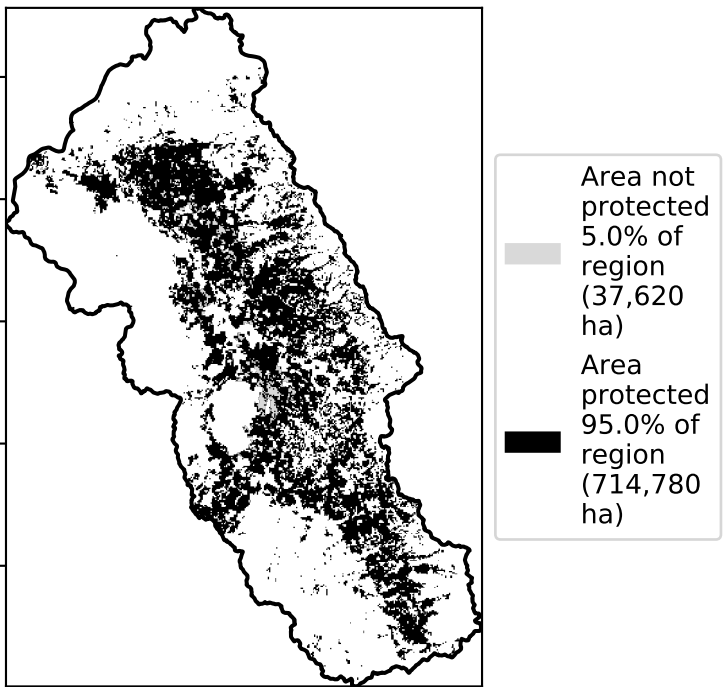 Area not
protected
5.0% of
region
(37,620
ha)
Area
protected
95.0% of
region
(714,780
ha)